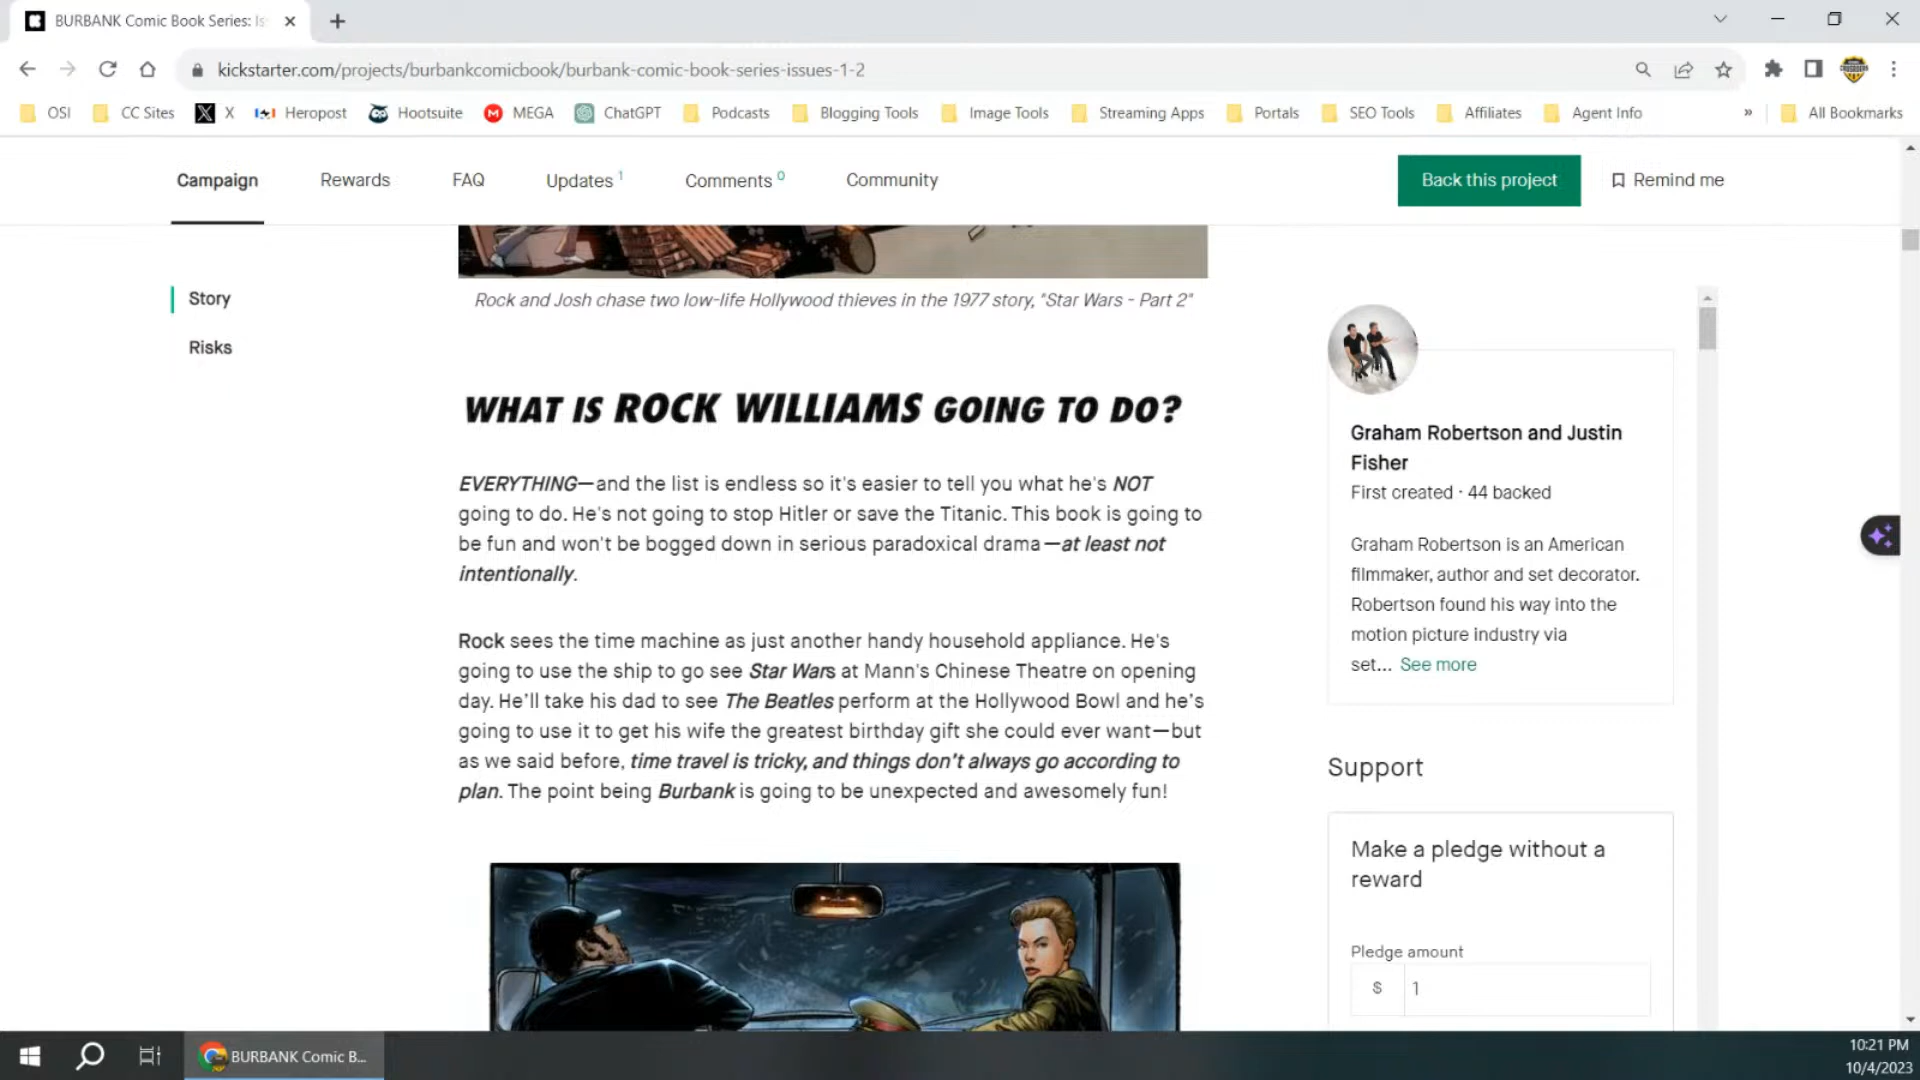 BURBANK Comic Book Series: Is
kickstarter.com/projects/burbankcomicbook/burbank-comic-book-series-issues-1-2
OSI CC Sites X Heropost Hootsuite MEGA ChatGPT Podcasts Blogging Tools Image Tools Streaming Apps Portals SEO Tools Affiliates Agent Info » All Bookmarks
Campaign Rewards FAQ Updates 1 Comments 0 Community Back this project Remind me
Story
Risks
Rock and Josh chase two low-life Hollywood thieves in the 1977 story, "Star Wars - Part 2"
WHAT IS ROCK WILLIAMS GOING TO DO?
EVERYTHING—and the list is endless so it's easier to tell you what he's NOT
going to do. He's not going to stop Hitler or save the Titanic. This book is going to
be fun and won't be bogged down in serious paradoxical drama—at least not
intentionally.
Rock sees the time machine as just another handy household appliance. He's
going to use the ship to go see Star Wars at Mann's Chinese Theatre on opening
day. He’ll take his dad to see The Beatles perform at the Hollywood Bowl and he’s
going to use it to get his wife the greatest birthday gift she could ever want—but
as we said before, time travel is tricky, and things don’t always go according to
plan. The point being Burbank is going to be unexpected and awesomely fun!
Graham Robertson and Justin
Fisher
First created · 44 backed
Graham Robertson is an American
filmmaker, author and set decorator.
Robertson found his way into the
motion picture industry via
set... See more
Support
Make a pledge without a
reward
Pledge amount
$ 1
BURBANK Comic B...
10:21 PM
10/4/2023